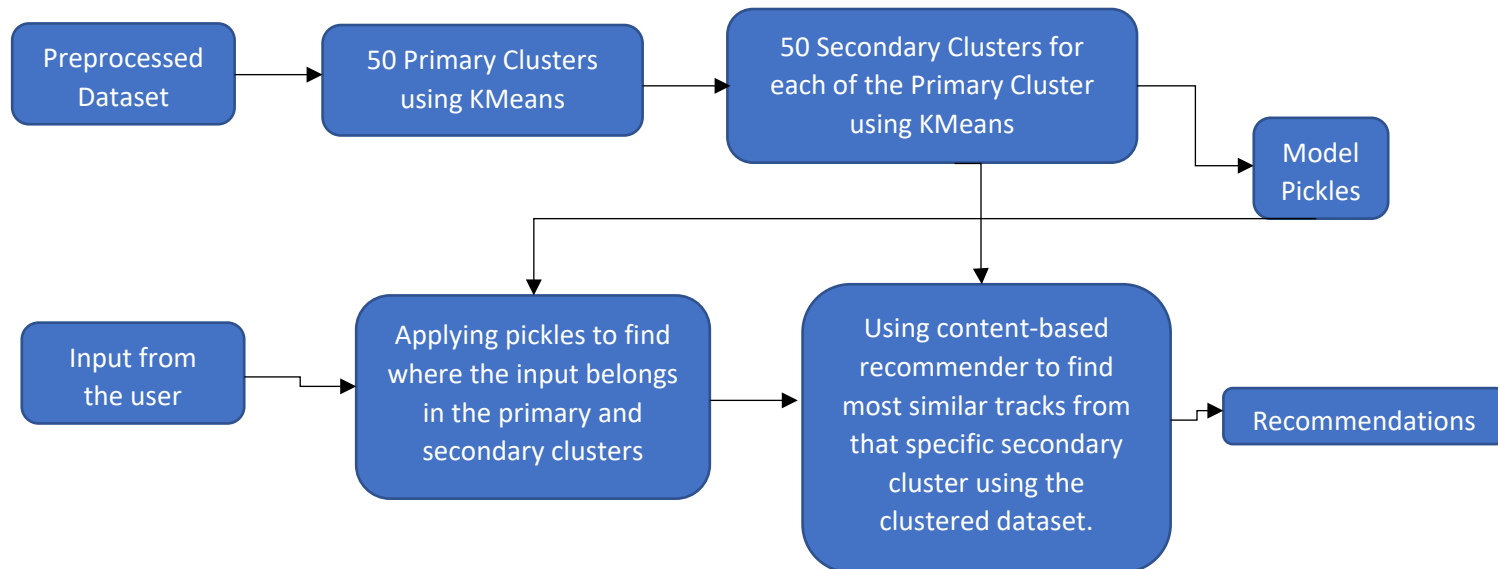 Preprocessed
Dataset
50 Primary Clusters
using KMeans
50 Secondary Clusters for
each of the Primary Cluster
using KMeans
Model
Pickles
Input from
the user
Applying pickles to find
where the input belongs
in the primary and
secondary clusters
Using content-based
recommender to find
most similar tracks from
that specific secondary
cluster using the
clustered dataset.
Recommendations